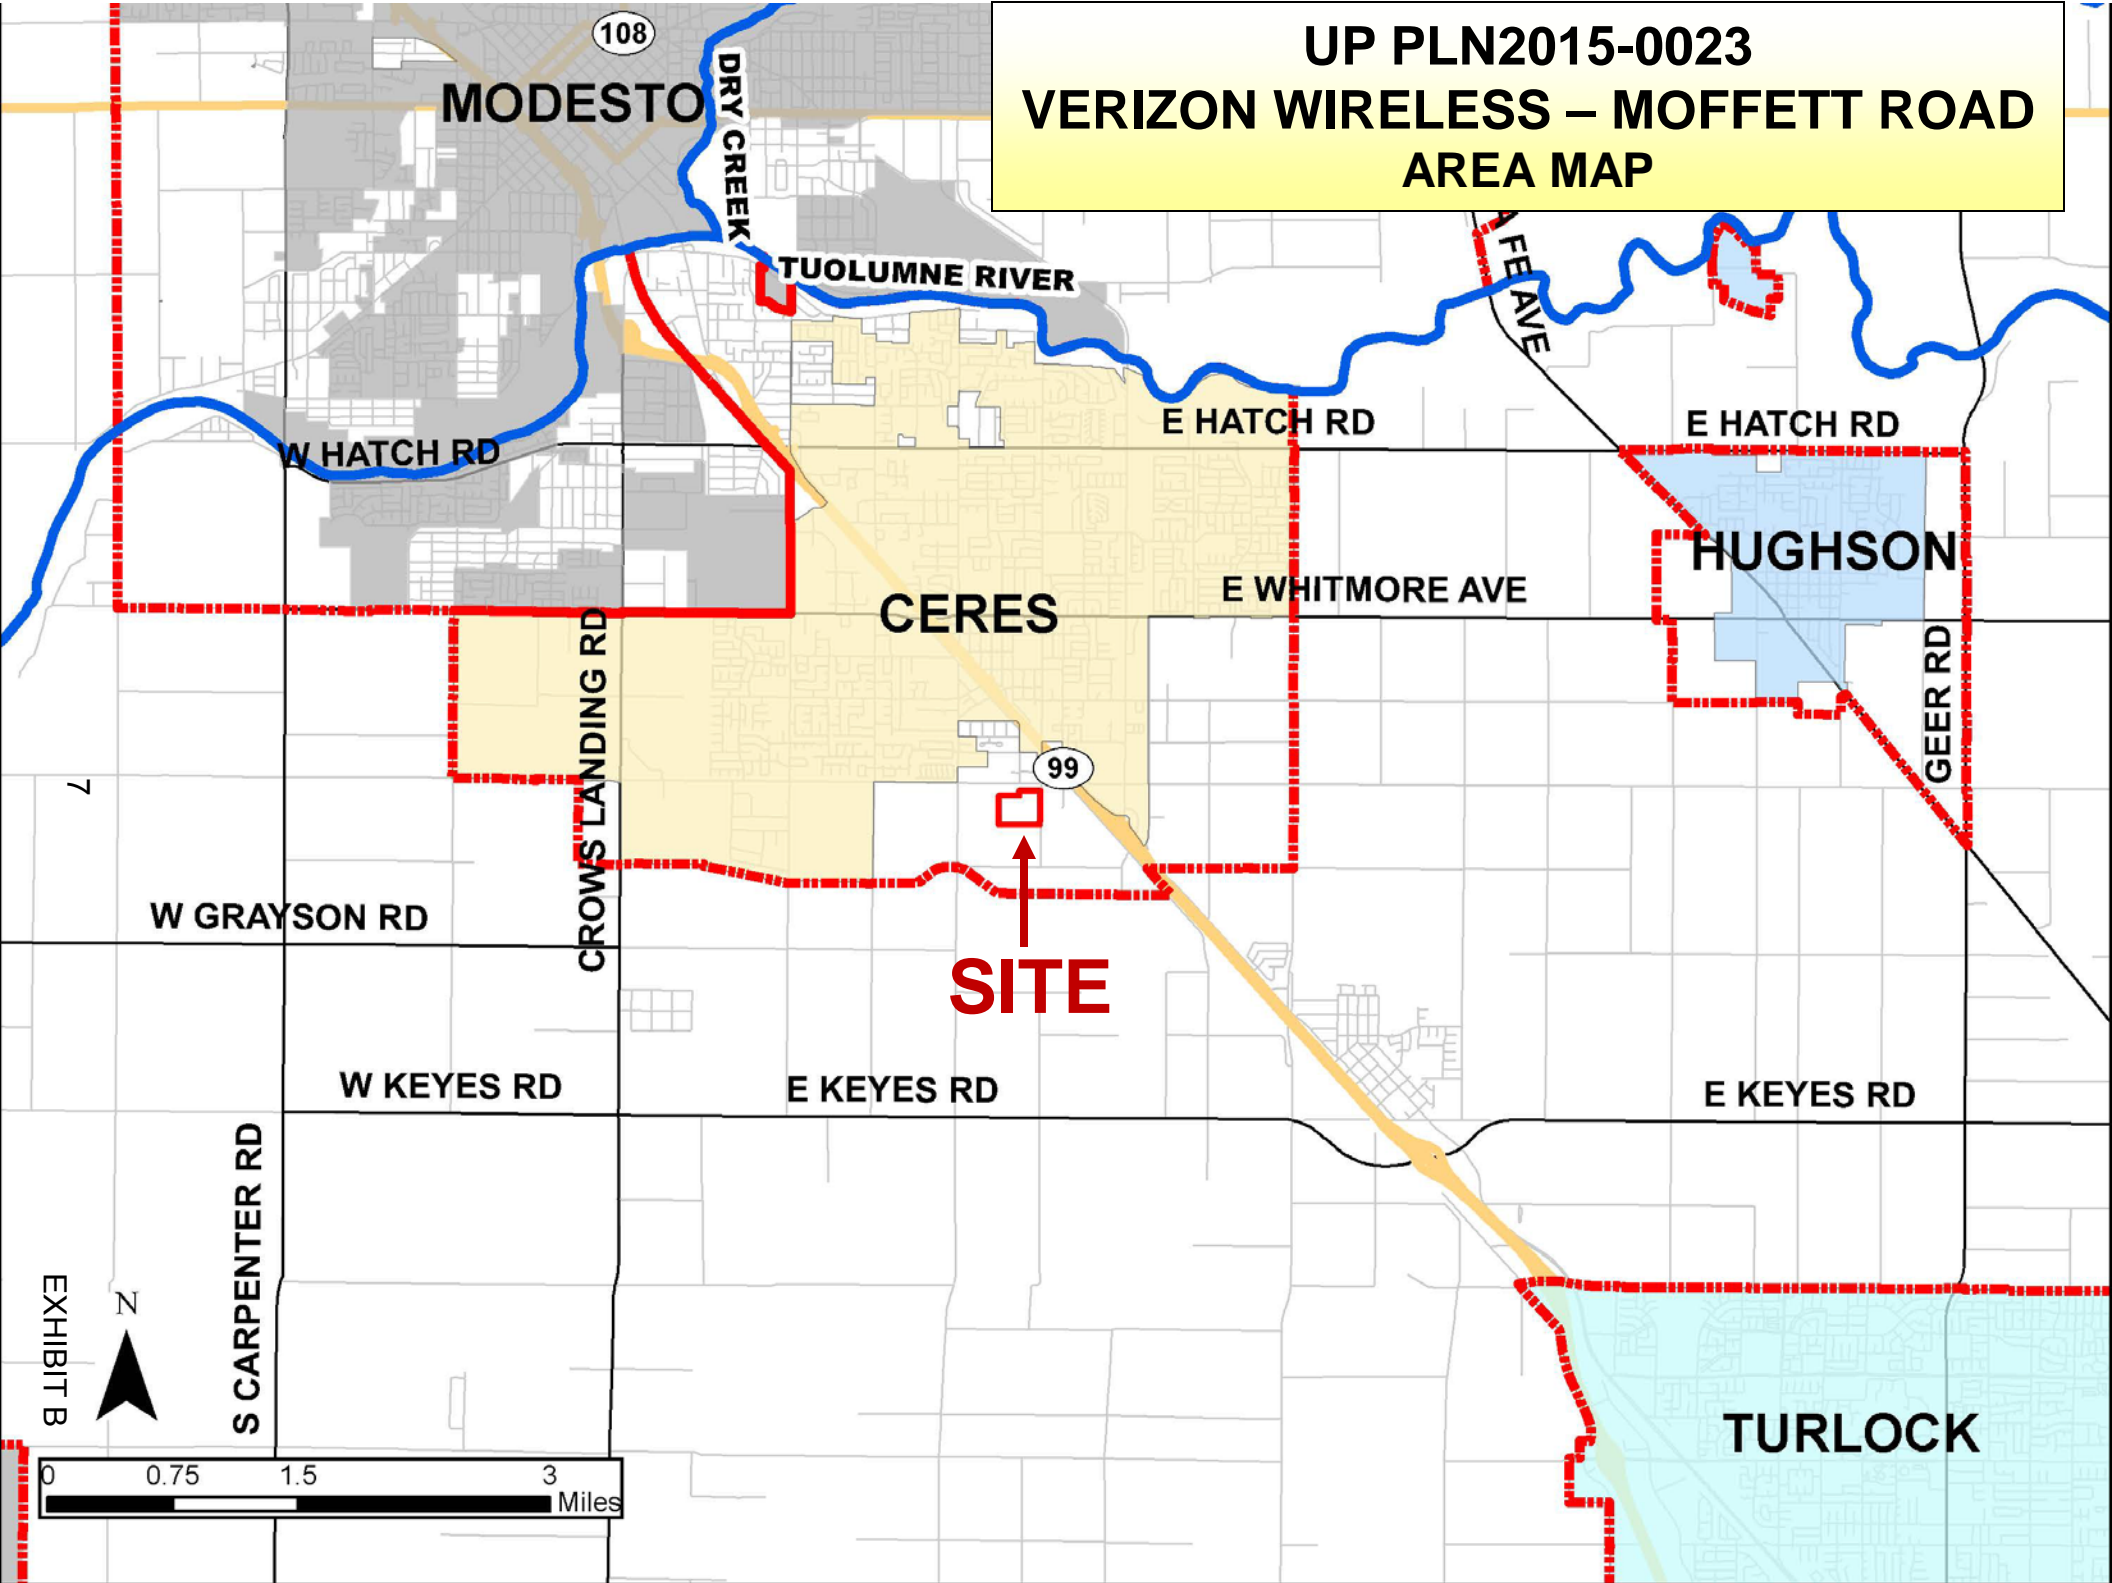 UP PLN2015-0023
VERIZON WIRELESS – MOFFETT ROAD
AREA MAP
108
MODESTO
DRY CREEK
TUOLUMNE RIVER
FE AVE
E HATCH RD
E HATCH RD
W HATCH RD
HUGHSON
E WHITMORE AVE
CERES
CROWS LANDING RD
GEER RD
99
7
W GRAYSON RD
SITE
W KEYES RD
E KEYES RD
E KEYES RD
S CARPENTER RD
EXHIBIT B
N
TURLOCK
0 0.75 1.5 3
Miles